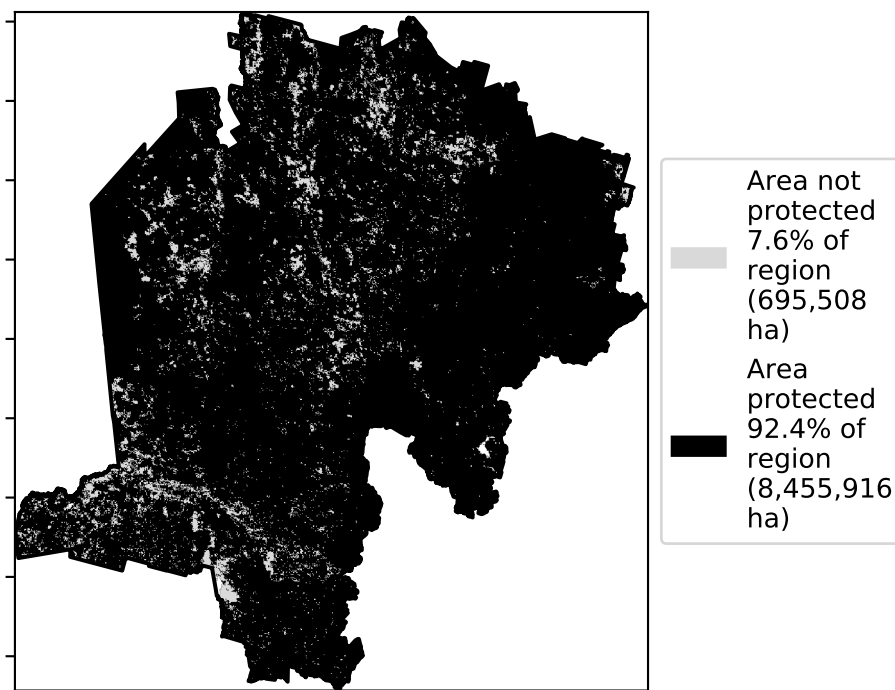 Area not
protected
7.6% of
region
(695,508
ha)
Area
protected
92.4% of
region
(8,455,916
ha)